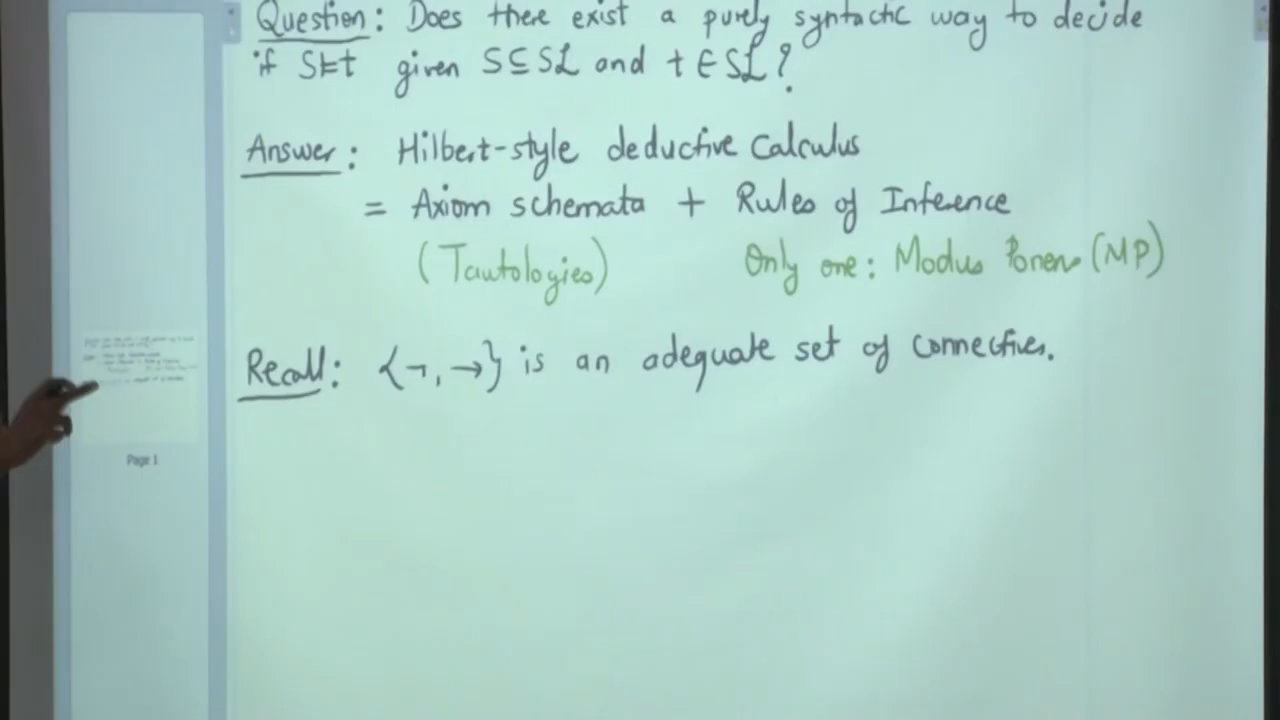 Question: Does there exist a purely syntactic way to decide
if S⊨t given S⊆SL and t∈SL?
Answer: Hilbert-style deductive calculus
= Axiom schemata + Rules of Inference
(Tautologies) Only one: Modus Ponens (MP)
Recall: {¬, →} is an adequate set of connectives.
Page 1